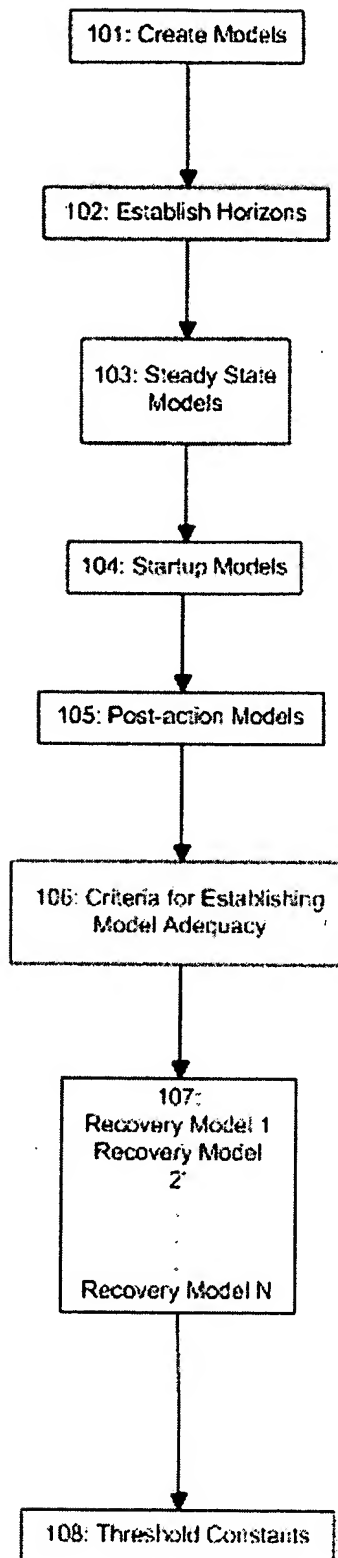 101: Create Models
102: Establish Horizons
103: Steady State
Models
104: Startup Models
105: Post-action Models
106: Criteria for Establishing
Model Adequacy
107:
Recovery Model 1
Recovery Model
2
.
.
.
Recovery Model N
108: Threshold Constants